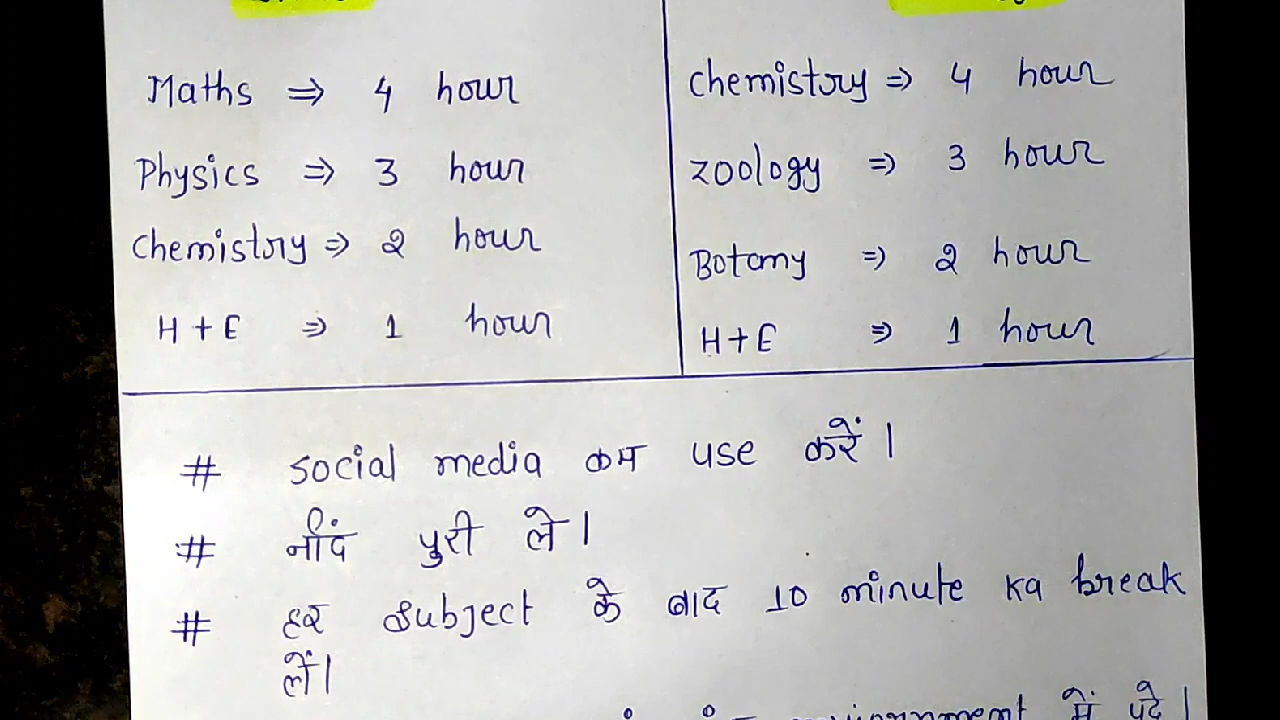 Maths ⇒ 4 hour
Physics ⇒ 3 hour
Chemistry ⇒ 2 hour
H + E ⇒ 1 hour
Chemistry ⇒ 4 hour
zoology ⇒ 3 hour
Botany ⇒ 2 hour
H+E ⇒ 1 hour
# social media कम use करें।
# नींद पुरी ले।
# हर subject के बाद 10 minute ka break
लें।
में पढे।